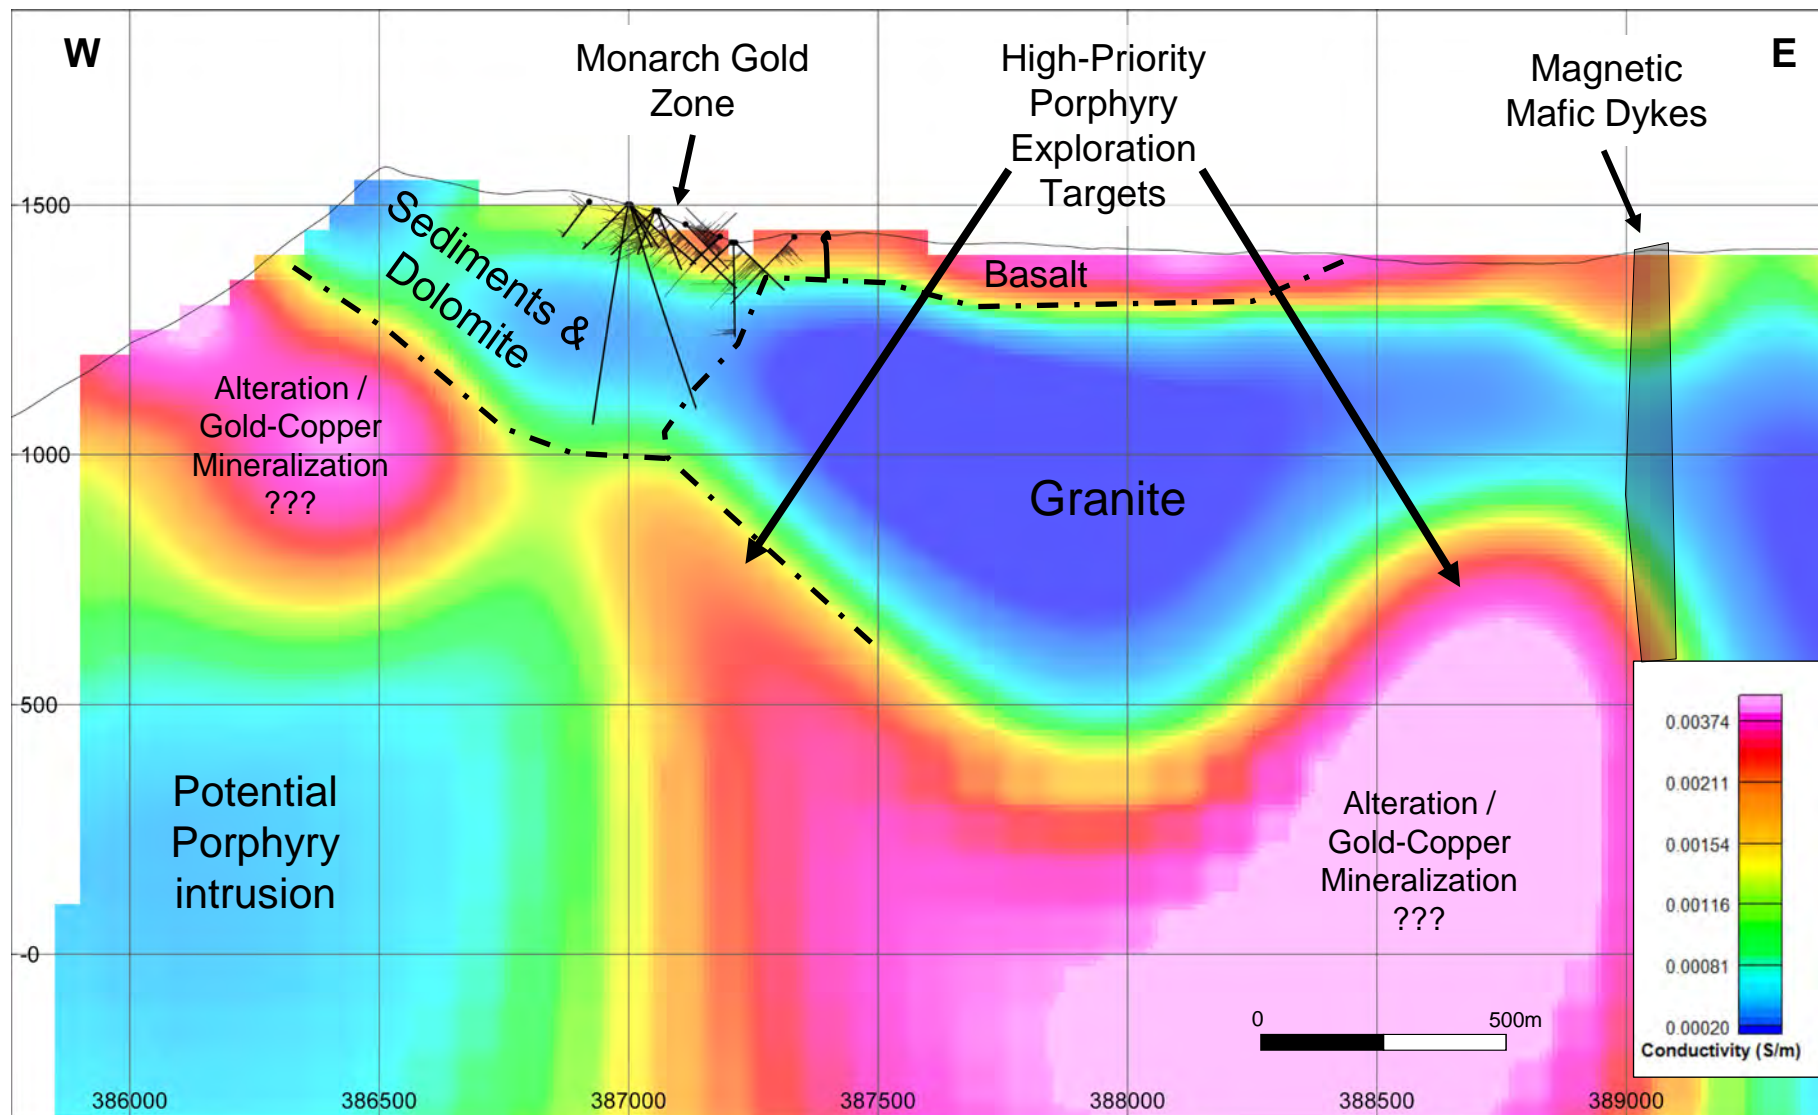 W
Monarch Gold
Zone
High-Priority
Porphyry
Exploration
Targets
Magnetic
Mafic Dykes
E
1500
Sediments &
Dolomite
Basalt
Alteration /
Gold-Copper
Mineralization
???
1000
Granite
500
Potential
Porphyry
intrusion
Alteration /
Gold-Copper
Mineralization
???
-0
0 500m
0.00374
0.00211
0.00154
0.00116
0.00081
0.00020
Conductivity (S/m)
386000 386500 387000 387500 388000 388500 389000